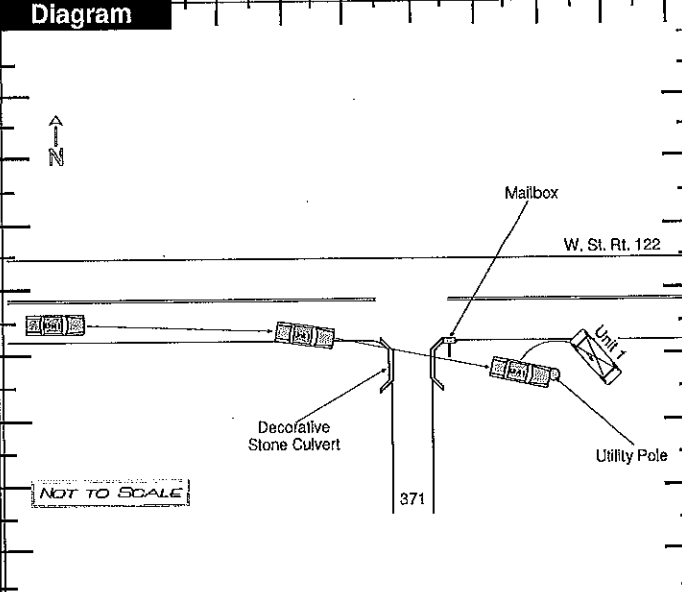 Diagram
N
Mailbox
W. St. Rt. 122
Unit 1
Decorative
Stone Culvert
Utility Pole
NOT TO SCALE
371